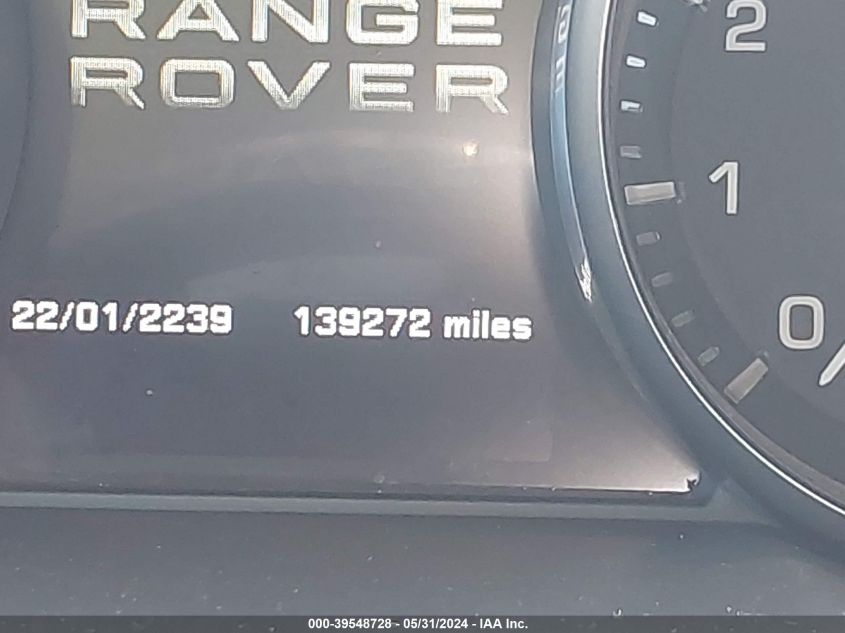 RANGE
ROVER
2
1
22/01/2239 139272 miles
0
000-39548728 - 05/31/2024 - IAA Inc.